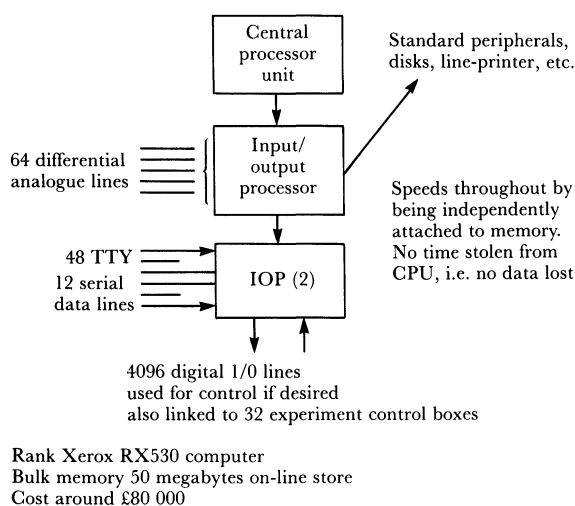 Central
processor
unit
Standard peripherals,
disks, line-printer, etc.
64 differential
analogue lines
Input/
output
processor
Speeds throughout by
being independently
attached to memory.
No time stolen from
CPU, i.e. no data lost
48 TTY
12 serial
data lines
IOP (2)
4096 digital 1/0 lines
used for control if desired
also linked to 32 experiment control boxes
Rank Xerox RX530 computer
Bulk memory 50 megabytes on-line store
Cost around £80 000